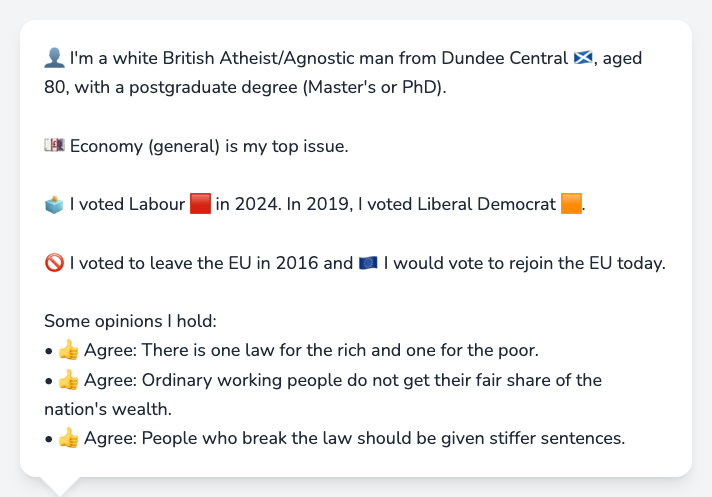 👤 I'm a white British Atheist/Agnostic man from Dundee Central 🏴󠁧󠁢󠁳󠁣󠁴󠁿, aged
80, with a postgraduate degree (Master's or PhD).
💷 Economy (general) is my top issue.
🗳️ I voted Labour 🟥 in 2024. In 2019, I voted Liberal Democrat 🟧.
🚫 I voted to leave the EU in 2016 and 🇪🇺 I would vote to rejoin the EU today.
Some opinions I hold:
• 👍 Agree: There is one law for the rich and one for the poor.
• 👍 Agree: Ordinary working people do not get their fair share of the
nation's wealth.
• 👍 Agree: People who break the law should be given stiffer sentences.